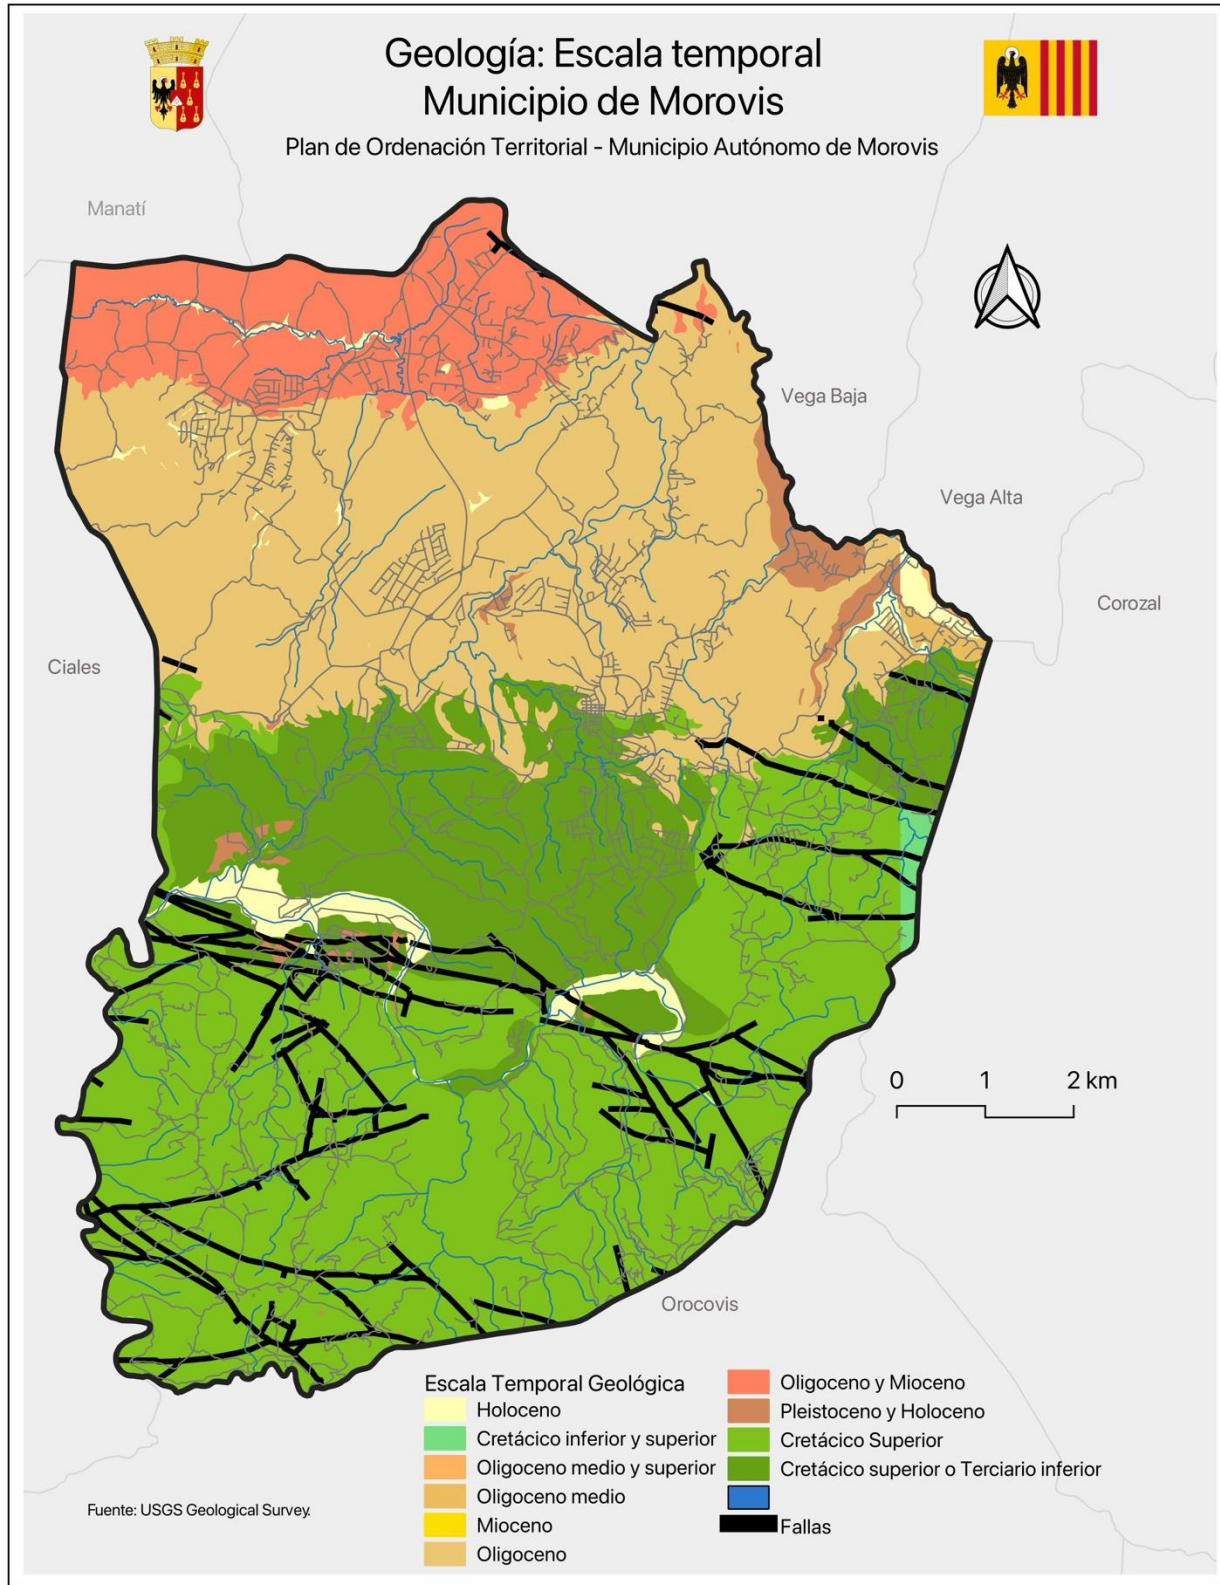 Geología: Escala temporal
Municipio de Morovis
Plan de Ordenación Territorial - Municipio Autónomo de Morovis
Manatí
Vega Baja
Vega Alta
Corozal
Ciales
0 1 2 km
Orocovis
Escala Temporal Geológica
Holoceno
Cretácico inferior y superior
Oligoceno medio y superior
Oligoceno medio
Mioceno
Oligoceno
Oligoceno y Mioceno
Pleistoceno y Holoceno
Cretácico Superior
Cretácico superior o Terciario inferior
Fallas
Fuente: USGS Geological Survey.